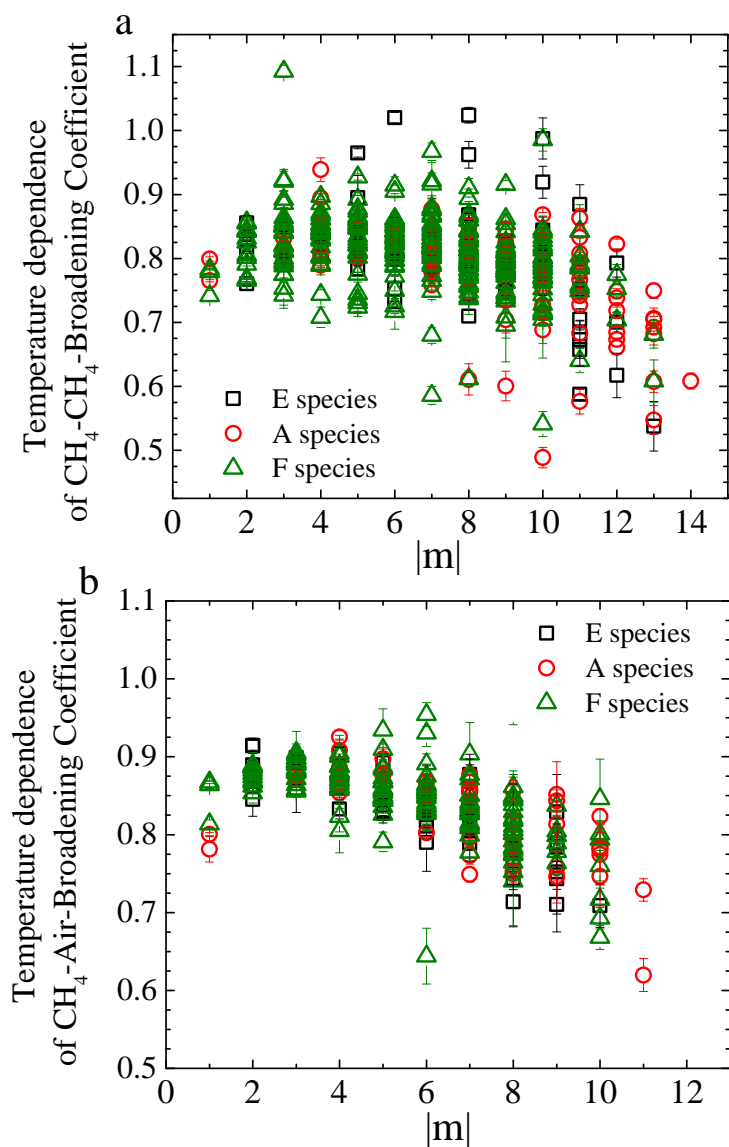 a
Temperature dependence
of CH₄-CH₄-Broadening Coefficient
1.1
1.0
0.9
0.8
0.7
0.6
0.5
E species
A species
F species
0 2 4 6 8 10 12 14
|m|
b
Temperature dependence
of CH₄-Air-Broadening Coefficient
1.1
1.0
0.9
0.8
0.7
0.6
0.5
E species
A species
F species
0 2 4 6 8 10 12
|m|